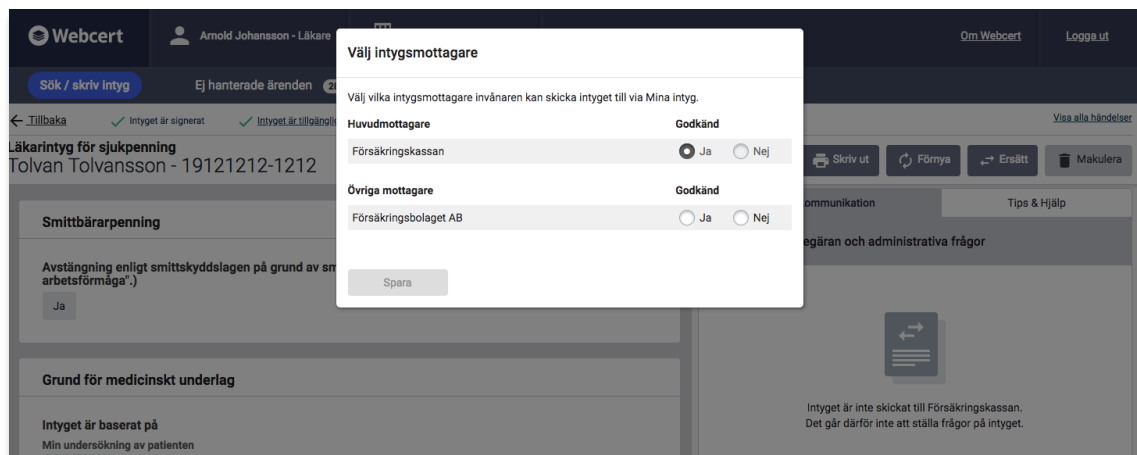 Webcert
Arnold Johansson - Läkare
Om Webcert
Logga ut
Sök / skriv intyg
Ej hanterade ärenden
Tillbaka
Intyget är signerat
Intyget är
Visa alla händelser
Läkarintyg för sjukpenning
Tolvan Tolvansson - 19121212-1212
Skriv ut
Förnya
Ersätt
Makulera
Smittbärarpenning
Avstängning enligt smittskyddslagen på grund av
arbetsförmåga".)
Ja
Grund för medicinskt underlag
Intyget är baserat på
Min undersökning av patienten
Välj intygsmottagare
Välj vilka intygsmottagare invånaren kan skicka intyget till via Mina intyg.
Huvudmottagare Godkänd
Försäkringskassan Ja Nej
Övriga mottagare Godkänd
Försäkringsbolaget AB Ja Nej
Spara
Tips & Hjälp
och administrativa frågor
Intyget är inte skickat till Försäkringskassan.
Det går därför inte att ställa frågor på intyget.